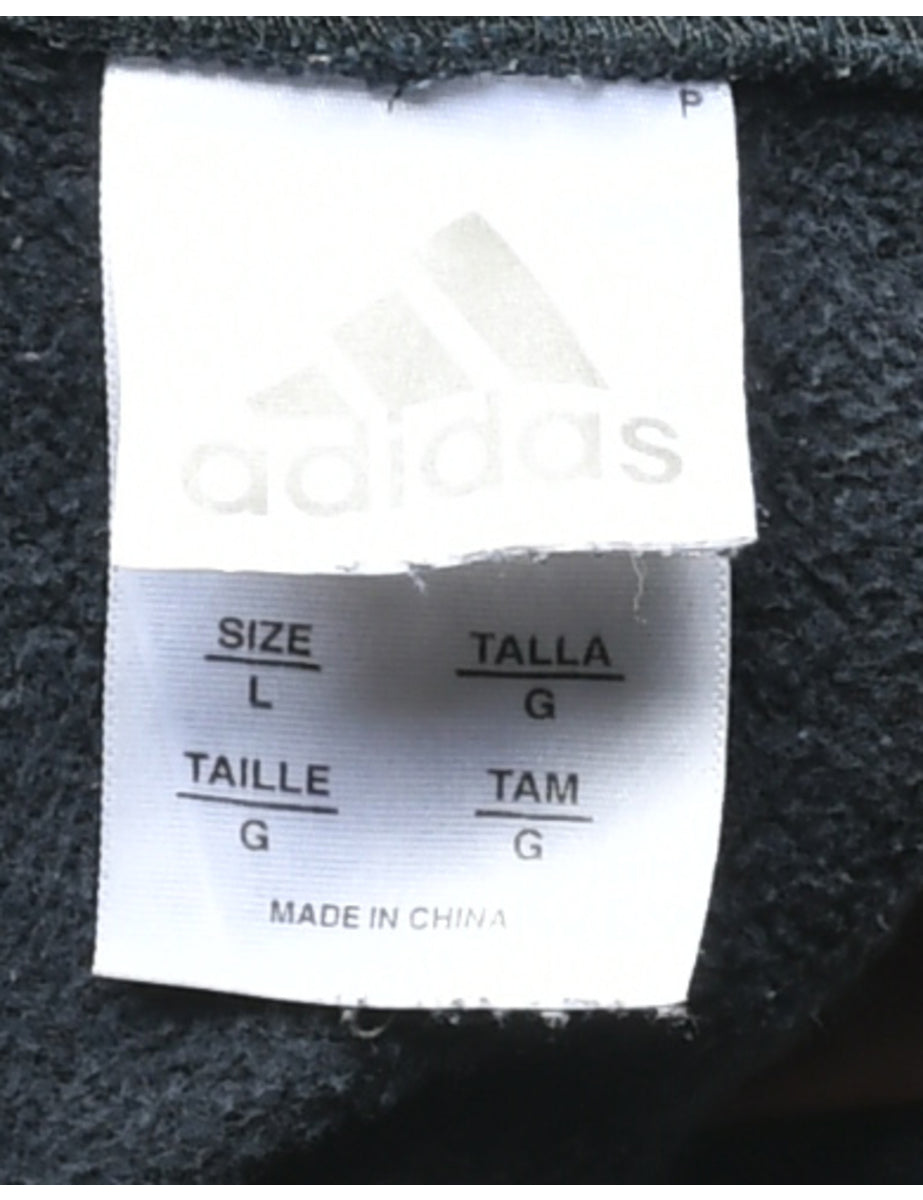 P
adidas
SIZE TALLA
L G
TAILLE TAM
G G
MADE IN CHINA